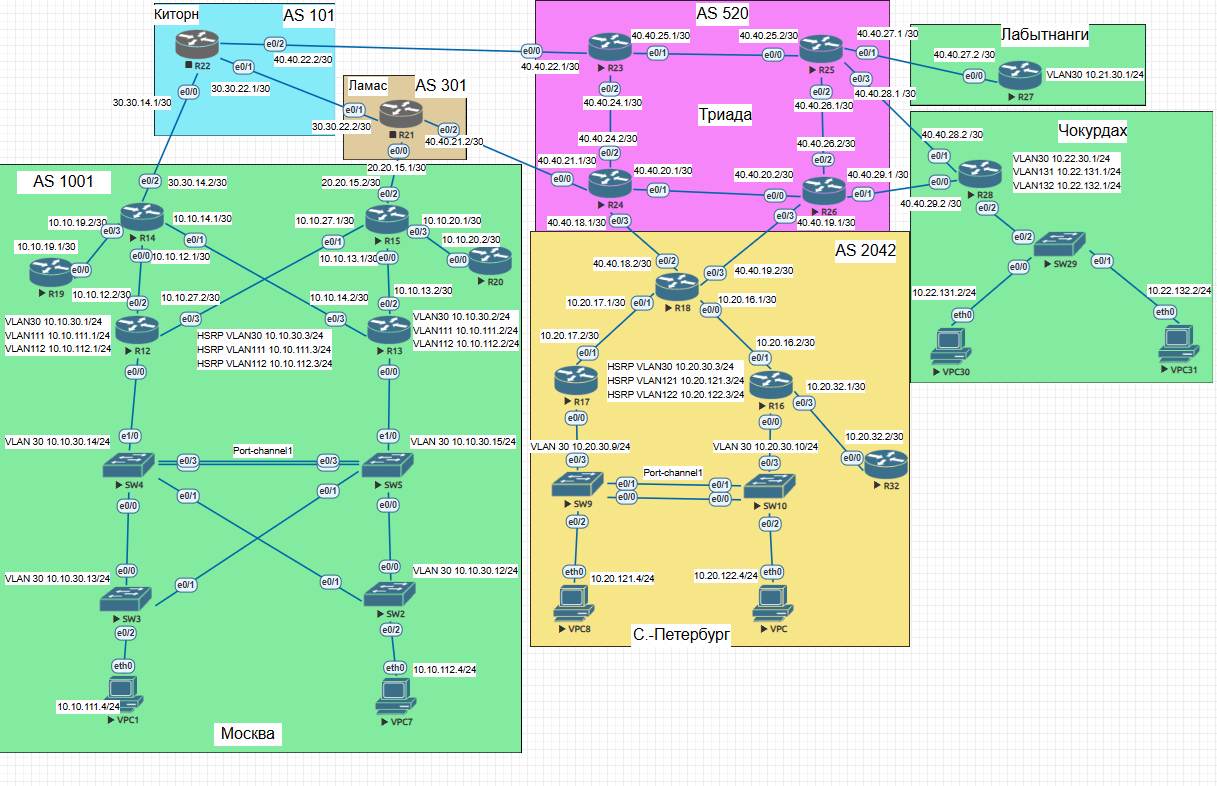 Киторн
AS 101
R22
e0/2
40.40.22.2/30
e0/1
30.30.22.1/30
e0/0
30.30.14.1/30
Ламас
AS 301
e0/1
30.30.22.2/30
R21
e0/2
40.40.21.2/30
e0/0
20.20.15.1/30
AS 520
e0/0
40.40.22.1/30
R23
40.40.25.1/30
e0/1
e0/2
40.40.24.1/30
40.40.25.2/30
e0/0
R25
40.40.27.1 /30
e0/1
e0/3
40.40.28.1 /30
e0/2
40.40.26.1/30
Триада
40.40.24.2/30
e0/2
40.40.21.1/30
e0/0
R24
40.40.20.1/30
e0/1
e0/3
40.40.18.1/30
40.40.26.2/30
e0/2
40.40.20.2/30
e0/0
R26
40.40.29.1 /30
e0/1
e0/3
40.40.19.1/30
Лабытнанги
40.40.27.2 /30
e0/0
R27
VLAN30 10.21.30.1/24
Чокурдах
40.40.28.2 /30
e0/1
e0/0
40.40.29.2 /30
R28
e0/2
VLAN30 10.22.30.1/24
VLAN131 10.22.131.1/24
VLAN132 10.22.132.1/24
e0/2
SW29
e0/0
e0/1
10.22.131.2/24
eth0
VPC30
10.22.132.2/24
eth0
VPC31
AS 1001
e0/2
30.30.14.2/30
R14
10.10.19.2/30
e0/3
10.10.14.1/30
e0/1
e0/0
10.10.12.1/30
10.10.19.1/30
e0/0
R19
20.20.15.2/30
e0/2
R15
10.10.27.1/30
e0/1
10.10.20.1/30
e0/3
10.10.13.1/30
e0/0
10.10.20.2/30
e0/0
R20
10.10.12.2/30
e0/2
10.10.27.2/30
e0/3
R12
e0/0
VLAN30 10.10.30.1/24
VLAN111 10.10.111.1/24
VLAN112 10.10.112.1/24
HSRP VLAN30 10.10.30.3/24
HSRP VLAN111 10.10.111.3/24
HSRP VLAN112 10.10.112.3/24
10.10.14.2/30
e0/3
10.10.13.2/30
e0/2
R13
e0/0
VLAN30 10.10.30.2/24
VLAN111 10.10.111.2/24
VLAN112 10.10.112.2/24
VLAN 30 10.10.30.14/24
e1/0
SW4
e0/3
Port-channel1
e0/3
e1/0
VLAN 30 10.10.30.15/24
SW5
e0/0
e0/1
e0/1
e0/0
VLAN 30 10.10.30.13/24
e0/0
e0/1
SW3
e0/2
VLAN 30 10.10.30.12/24
e0/0
e0/1
SW2
e0/2
eth0
10.10.111.4/24
VPC1
eth0
10.10.112.4/24
VPC7
Москва
AS 2042
40.40.18.2/30
e0/2
e0/3
40.40.19.2/30
R18
10.20.17.1/30
e0/1
e0/0
10.20.16.1/30
10.20.17.2/30
e0/1
R17
e0/0
HSRP VLAN30 10.20.30.3/24
HSRP VLAN121 10.20.121.3/24
HSRP VLAN122 10.20.122.3/24
10.20.16.2/30
e0/1
R16
e0/0
e0/3
10.20.32.1/30
10.20.32.2/30
e0/0
R32
VLAN 30 10.20.30.9/24
e0/3
SW9
e0/1
e0/0
e0/2
Port-channel1
VLAN 30 10.20.30.10/24
e0/3
e0/1
e0/0
SW10
e0/2
eth0
10.20.121.4/24
VPC8
10.20.122.4/24
eth0
VPC
С.-Петербург